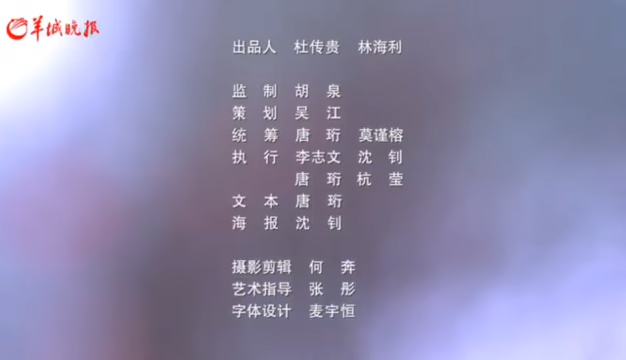 羊城晚报
出品人 杜传贵 林海利
监制 胡泉
策划 吴江
统筹 唐珩 莫谨榕
执行 李志文 沈钊
唐珩 杭莹
文本 唐珩
海报 沈钊
摄影剪辑 何奔
艺术指导 张彤
字体设计 麦宇恒